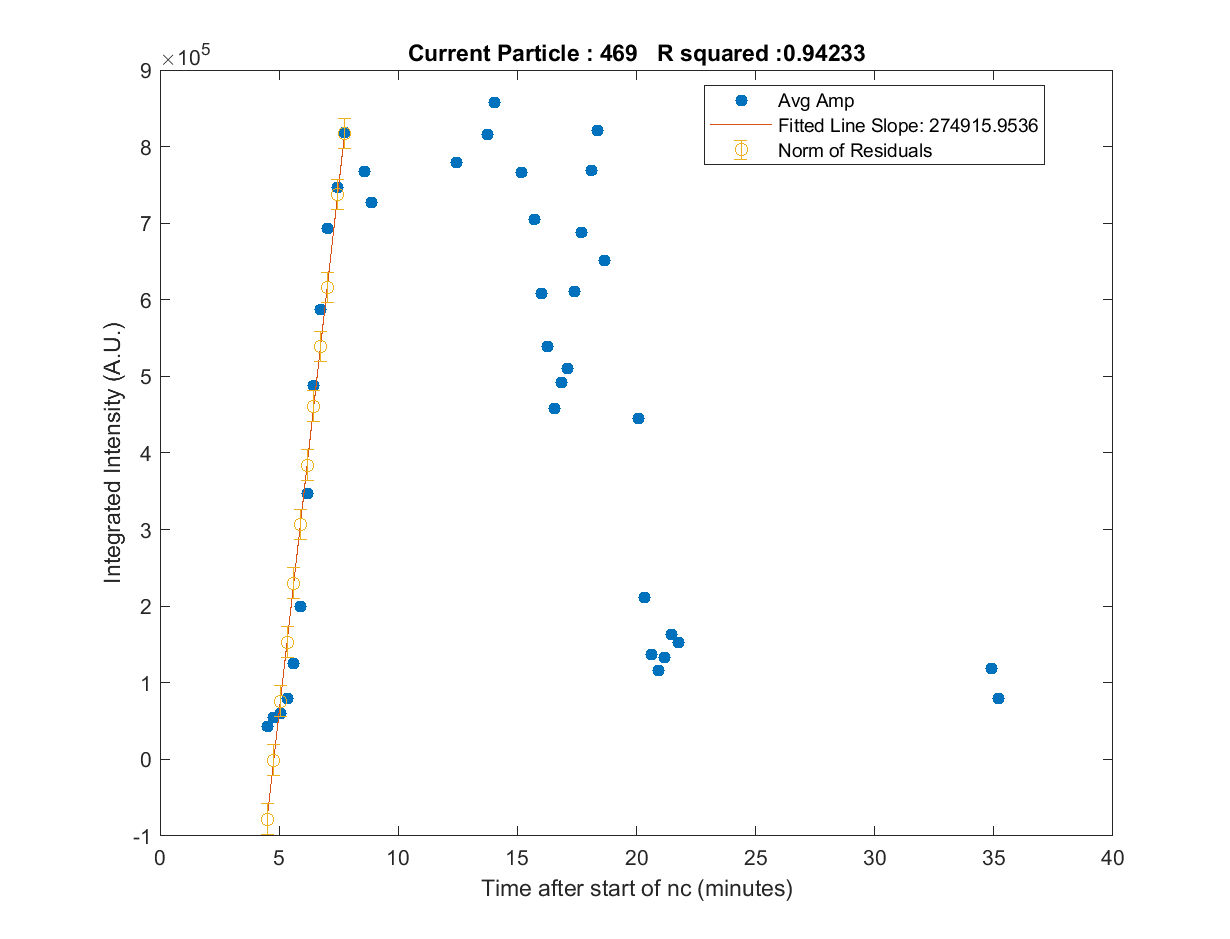 Current Particle : 469 R squared :0.94233
×10^5
9
8
7
6
5
4
3
2
1
0
-1
0 5 10 15 20 25 30 35 40
Integrated Intensity (A.U.)
Time after start of nc (minutes)
Avg Amp
Fitted Line Slope: 274915.9536
Norm of Residuals